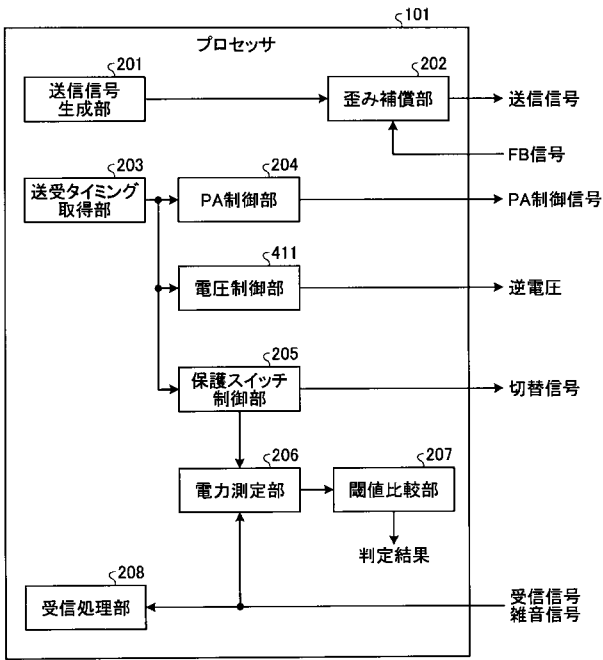 101
プロセッサ
201
送信信号
生成部
202
歪み補償部
送信信号
FB信号
203
送受タイミング
取得部
204
PA制御部
PA制御信号
411
電圧制御部
逆電圧
205
保護スイッチ
制御部
切替信号
206
電力測定部
207
閾値比較部
判定結果
208
受信処理部
受信信号
雑音信号